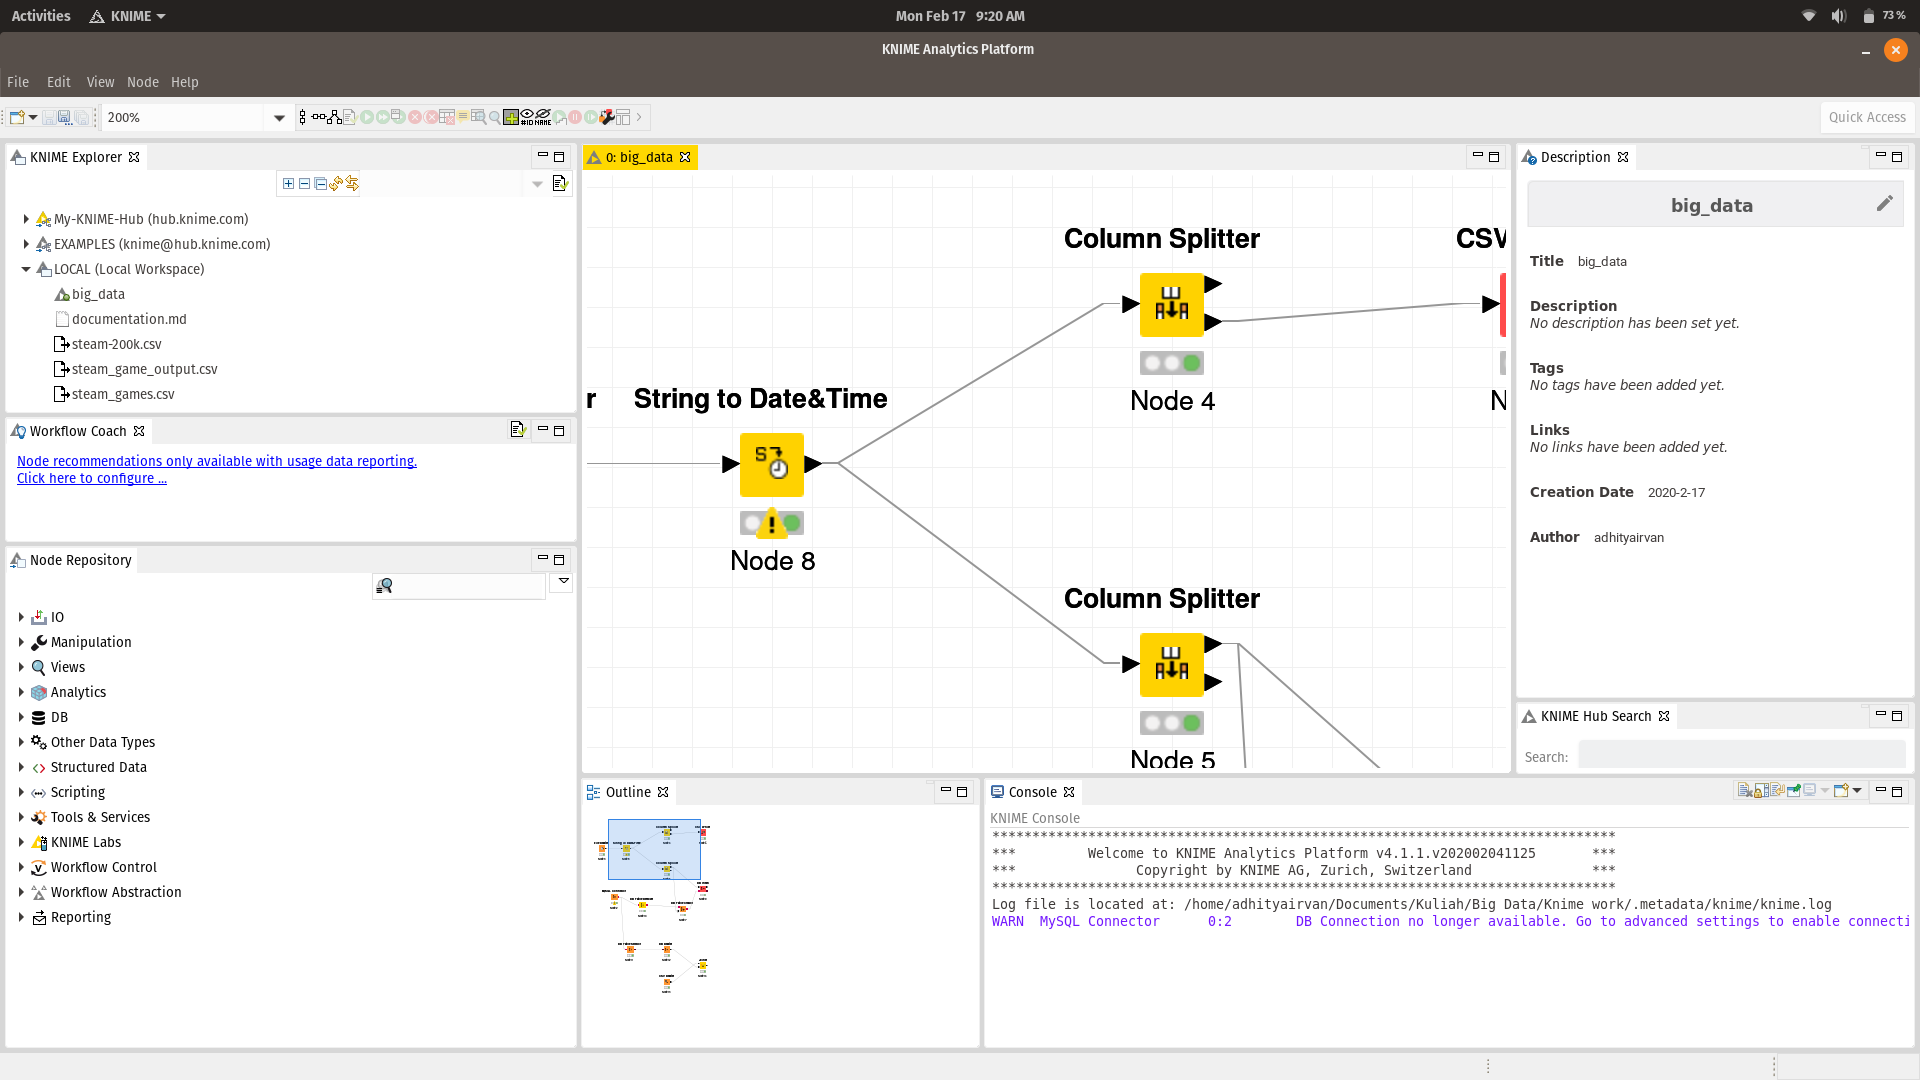 Activities KNIME Mon Feb 17 9:20 AM 73 %
KNIME Analytics Platform
File Edit View Node Help
200% Quick Access
KNIME Explorer
My-KNIME-Hub (hub.knime.com)
EXAMPLES (knime@hub.knime.com)
LOCAL (Local Workspace)
big_data
documentation.md
steam-200k.csv
steam_game_output.csv
steam_games.csv
Workflow Coach
Node recommendations only available with usage data reporting.
Click here to configure ...
Node Repository
IO
Manipulation
Views
Analytics
DB
Other Data Types
Structured Data
Scripting
Tools & Services
KNIME Labs
Workflow Control
Workflow Abstraction
Reporting
0: big_data
Column Splitter CSV
Node 4 N
r String to Date&Time
Node 8
Column Splitter
Node 5
Outline
Console
KNIME Console
******************************************************************************
*** Welcome to KNIME Analytics Platform v4.1.1.v202002041125 ***
*** Copyright by KNIME AG, Zurich, Switzerland ***
******************************************************************************
Log file is located at: /home/adhityairvan/Documents/Kuliah/Big Data/Knime work/.metadata/knime/knime.log
WARN MySQL Connector 0:2 DB Connection no longer available. Go to advanced settings to enable connecti
Description
big_data
Title big_data
Description
No description has been set yet.
Tags
No tags have been added yet.
Links
No links have been added yet.
Creation Date 2020-2-17
Author adhityairvan
KNIME Hub Search
Search: